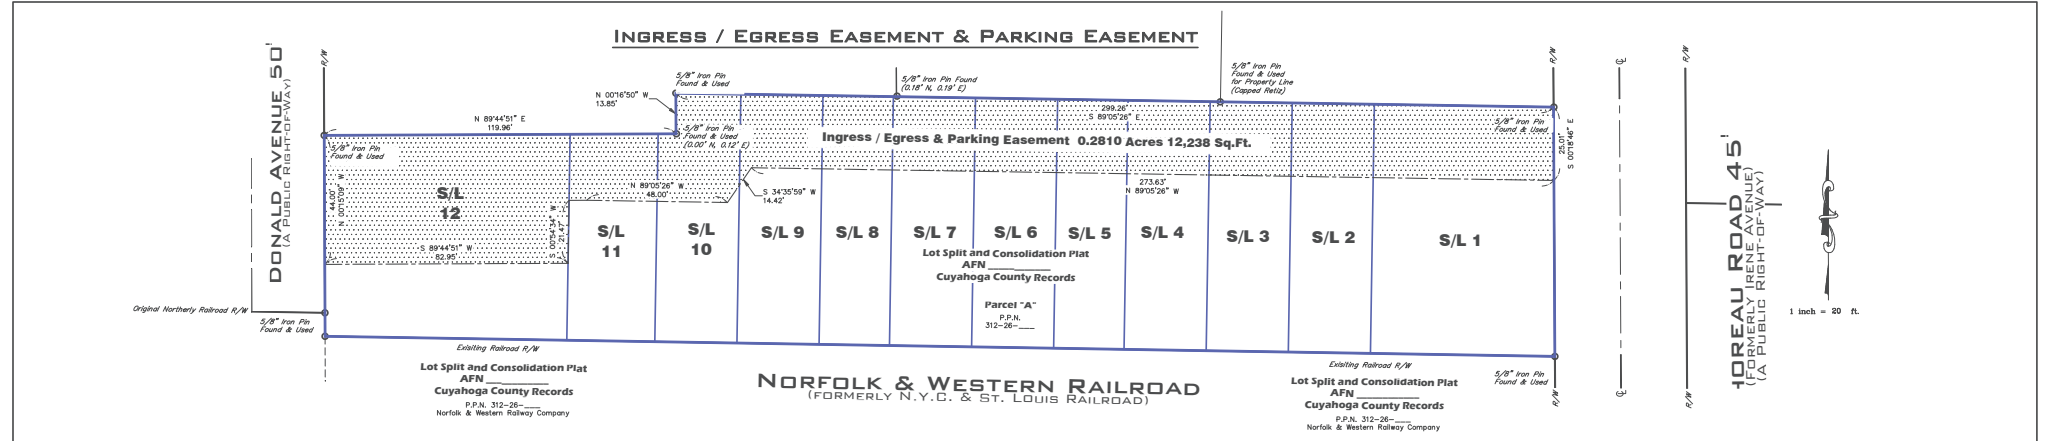 INGRESS / EGRESS EASEMENT & PARKING EASEMENT
DONALD AVENUE 50'
(A PUBLIC RIGHT-OF-WAY)
R/W
5/8" Iron Pin
Found & Used
N 00°16'50" W
13.85'
5/8" Iron Pin Found
(0.18' N, 0.19' E)
5/8" Iron Pin
Found & Used
for Property Line
(Capped Retiz)
R/W
℄
R/W
N 89°44'51" E
119.96'
5/8" Iron Pin
Found & Used
(0.00' N, 0.12' E)
299.26'
S 89°05'26" E
5/8" Iron Pin
Found & Used
Ingress / Egress & Parking Easement 0.2810 Acres 12,238 Sq.Ft.
5/8" Iron Pin
Found & Used
25.01'
S 00°18'46" E
44.00'
N 00°15'09" W
S/L
12
N 89°05'26" W
48.00'
S 34°35'59" W
14.42'
273.63'
N 89°05'26" W
S 00°54'34" W
21.47'
S 89°44'51" W
82.95'
S/L
11
S/L
10
S/L 9
S/L 8
S/L 7
S/L 6
S/L 5
S/L 4
S/L 3
S/L 2
S/L 1
Lot Split and Consolidation Plat
AFN __________
Cuyahoga County Records
Parcel "A"
P.P.N.
312-26-___
HOREAU ROAD 45'
(FORMERLY IRENE AVENUE)
(A PUBLIC RIGHT-OF-WAY)
1 inch = 20 ft.
Original Northerly Railroad R/W
5/8" Iron Pin
Found & Used
Exisiting Railroad R/W
Lot Split and Consolidation Plat
AFN __________
Cuyahoga County Records
P.P.N. 312-26-___
Norfolk & Western Railway Company
NORFOLK & WESTERN RAILROAD
(FORMERLY N.Y.C. & ST. LOUIS RAILROAD)
Exisiting Railroad R/W
Lot Split and Consolidation Plat
AFN __________
Cuyahoga County Records
P.P.N. 312-26-___
Norfolk & Western Railway Company
5/8" Iron Pin
Found & Used
R/W
℄
R/W